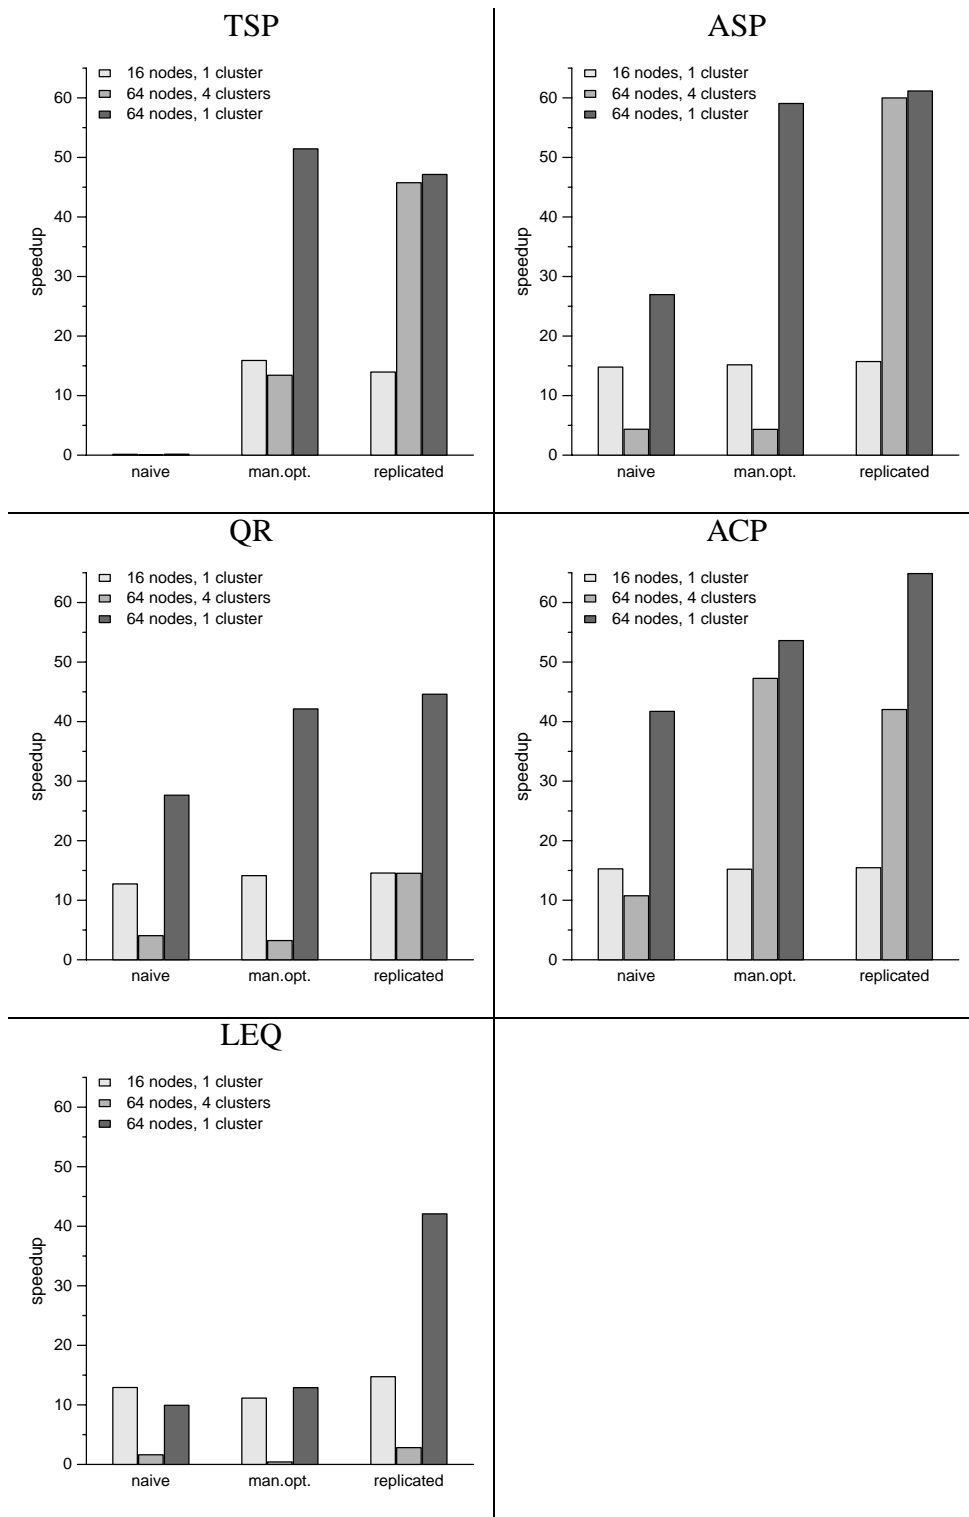 TSP
16 nodes, 1 cluster
64 nodes, 4 clusters
64 nodes, 1 cluster
60
50
40
30
20
10
0
speedup
naive man.opt. replicated
ASP
16 nodes, 1 cluster
64 nodes, 4 clusters
64 nodes, 1 cluster
60
50
40
30
20
10
0
speedup
naive man.opt. replicated
QR
16 nodes, 1 cluster
64 nodes, 4 clusters
64 nodes, 1 cluster
60
50
40
30
20
10
0
speedup
naive man.opt. replicated
ACP
16 nodes, 1 cluster
64 nodes, 4 clusters
64 nodes, 1 cluster
60
50
40
30
20
10
0
speedup
naive man.opt. replicated
LEQ
16 nodes, 1 cluster
64 nodes, 4 clusters
64 nodes, 1 cluster
60
50
40
30
20
10
0
speedup
naive man.opt. replicated